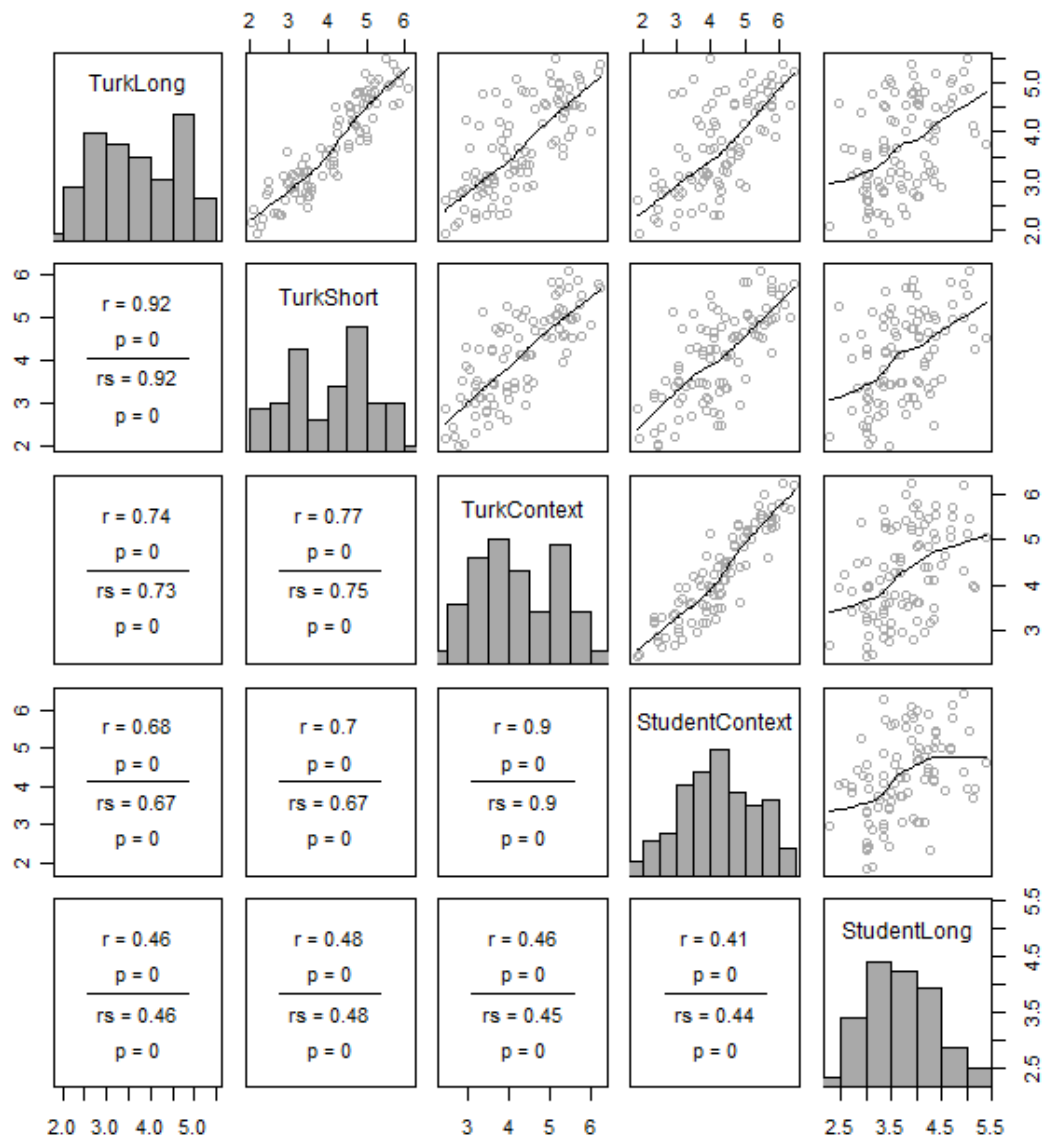 2 3 4 5 6 2 3 4 5 6
TurkLong
2.0 3.0 4.0 5.0
r = 0.92
p = 0
rs = 0.92
p = 0
TurkShort
2 3 4 5 6
r = 0.74
p = 0
rs = 0.73
p = 0
r = 0.77
p = 0
rs = 0.75
p = 0
TurkContext
3 4 5 6
r = 0.68
p = 0
rs = 0.67
p = 0
r = 0.7
p = 0
rs = 0.67
p = 0
r = 0.9
p = 0
rs = 0.9
p = 0
StudentContext
2 3 4 5 6
r = 0.46
p = 0
rs = 0.46
p = 0
r = 0.48
p = 0
rs = 0.48
p = 0
r = 0.46
p = 0
rs = 0.45
p = 0
r = 0.41
p = 0
rs = 0.44
p = 0
StudentLong
2.5 3.5 4.5 5.5
2.0 3.0 4.0 5.0 3 4 5 6 2.5 3.5 4.5 5.5